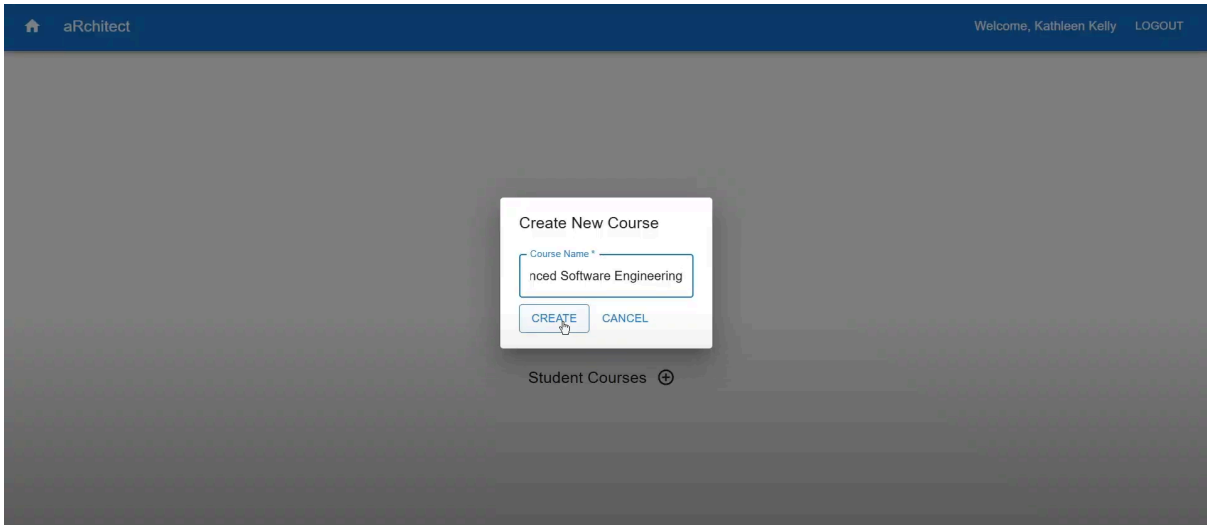 aRchitect
Welcome, Kathleen Kelly LOGOUT
Create New Course
Course Name *
nced Software Engineering
CREATE CANCEL
Student Courses